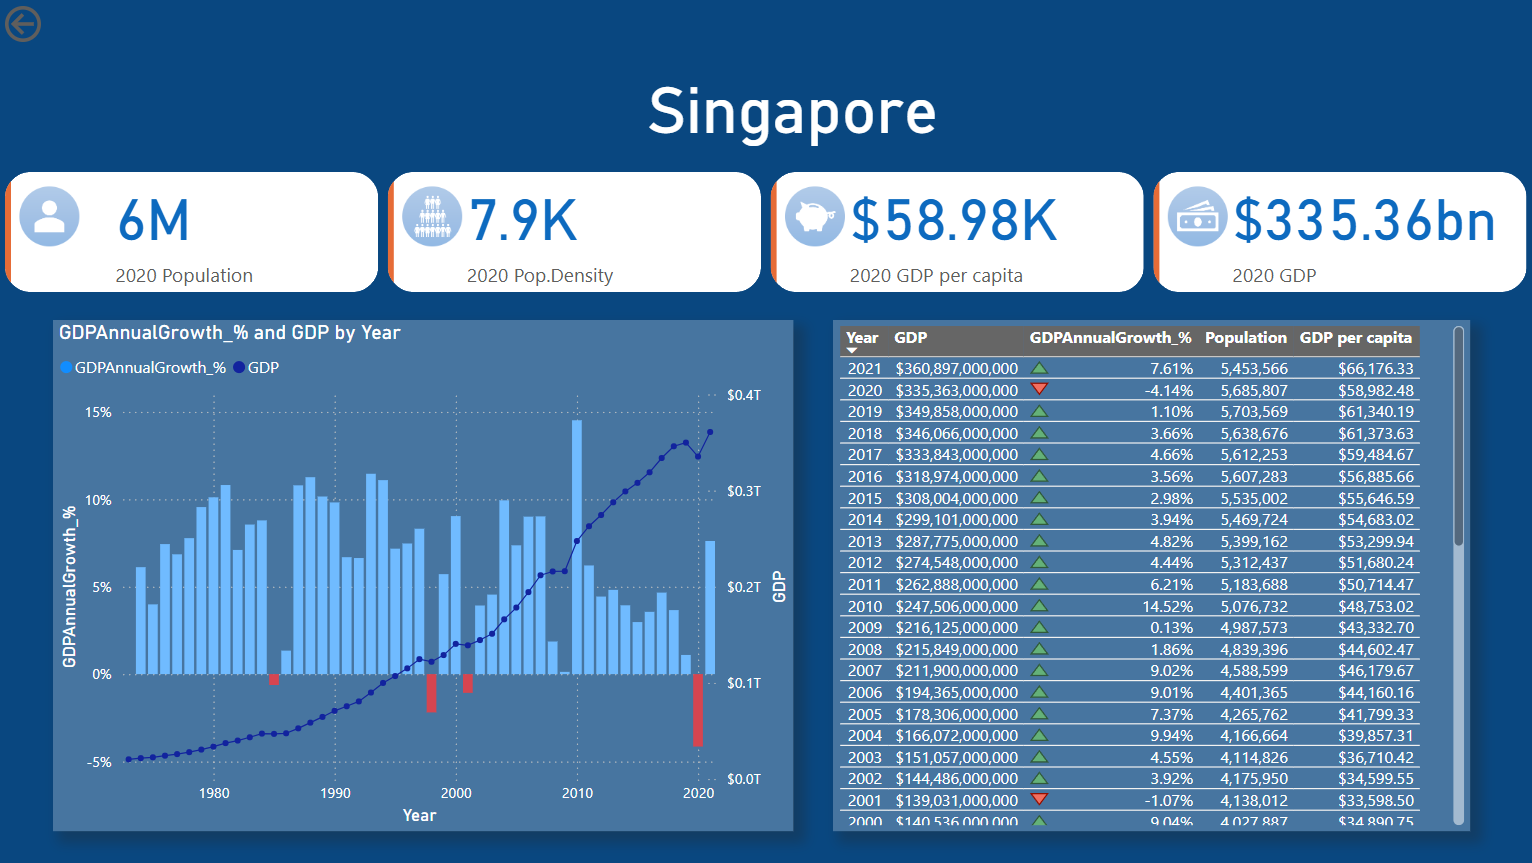 Singapore
6M
2020 Population
7.9K
2020 Pop.Density
$58.98K
2020 GDP per capita
$335.36bn
2020 GDP
GDPAnnualGrowth_% and GDP by Year
GDPAnnualGrowth_% GDP
15%
10%
5%
0%
-5%
GDPAnnualGrowth_%
$0.4T
$0.3T
$0.2T
$0.1T
$0.0T
GDP
1980 1990 2000 2010 2020
Year
Year GDP GDPAnnualGrowth_% Population GDP per capita
2021 $360,897,000,000 7.61% 5,453,566 $66,176.33
2020 $335,363,000,000 -4.14% 5,685,807 $58,982.48
2019 $349,858,000,000 1.10% 5,703,569 $61,340.19
2018 $346,066,000,000 3.66% 5,638,676 $61,373.63
2017 $333,843,000,000 4.66% 5,612,253 $59,484.67
2016 $318,974,000,000 3.56% 5,607,283 $56,885.66
2015 $308,004,000,000 2.98% 5,535,002 $55,646.59
2014 $299,101,000,000 3.94% 5,469,724 $54,683.02
2013 $287,775,000,000 4.82% 5,399,162 $53,299.94
2012 $274,548,000,000 4.44% 5,312,437 $51,680.24
2011 $262,888,000,000 6.21% 5,183,688 $50,714.47
2010 $247,506,000,000 14.52% 5,076,732 $48,753.02
2009 $216,125,000,000 0.13% 4,987,573 $43,332.70
2008 $215,849,000,000 1.86% 4,839,396 $44,602.47
2007 $211,900,000,000 9.02% 4,588,599 $46,179.67
2006 $194,365,000,000 9.01% 4,401,365 $44,160.16
2005 $178,306,000,000 7.37% 4,265,762 $41,799.33
2004 $166,072,000,000 9.94% 4,166,664 $39,857.31
2003 $151,057,000,000 4.55% 4,114,826 $36,710.42
2002 $144,486,000,000 3.92% 4,175,950 $34,599.55
2001 $139,031,000,000 -1.07% 4,138,012 $33,598.50
2000 $140,536,000,000 9.04% 4,027,887 $34,890.75